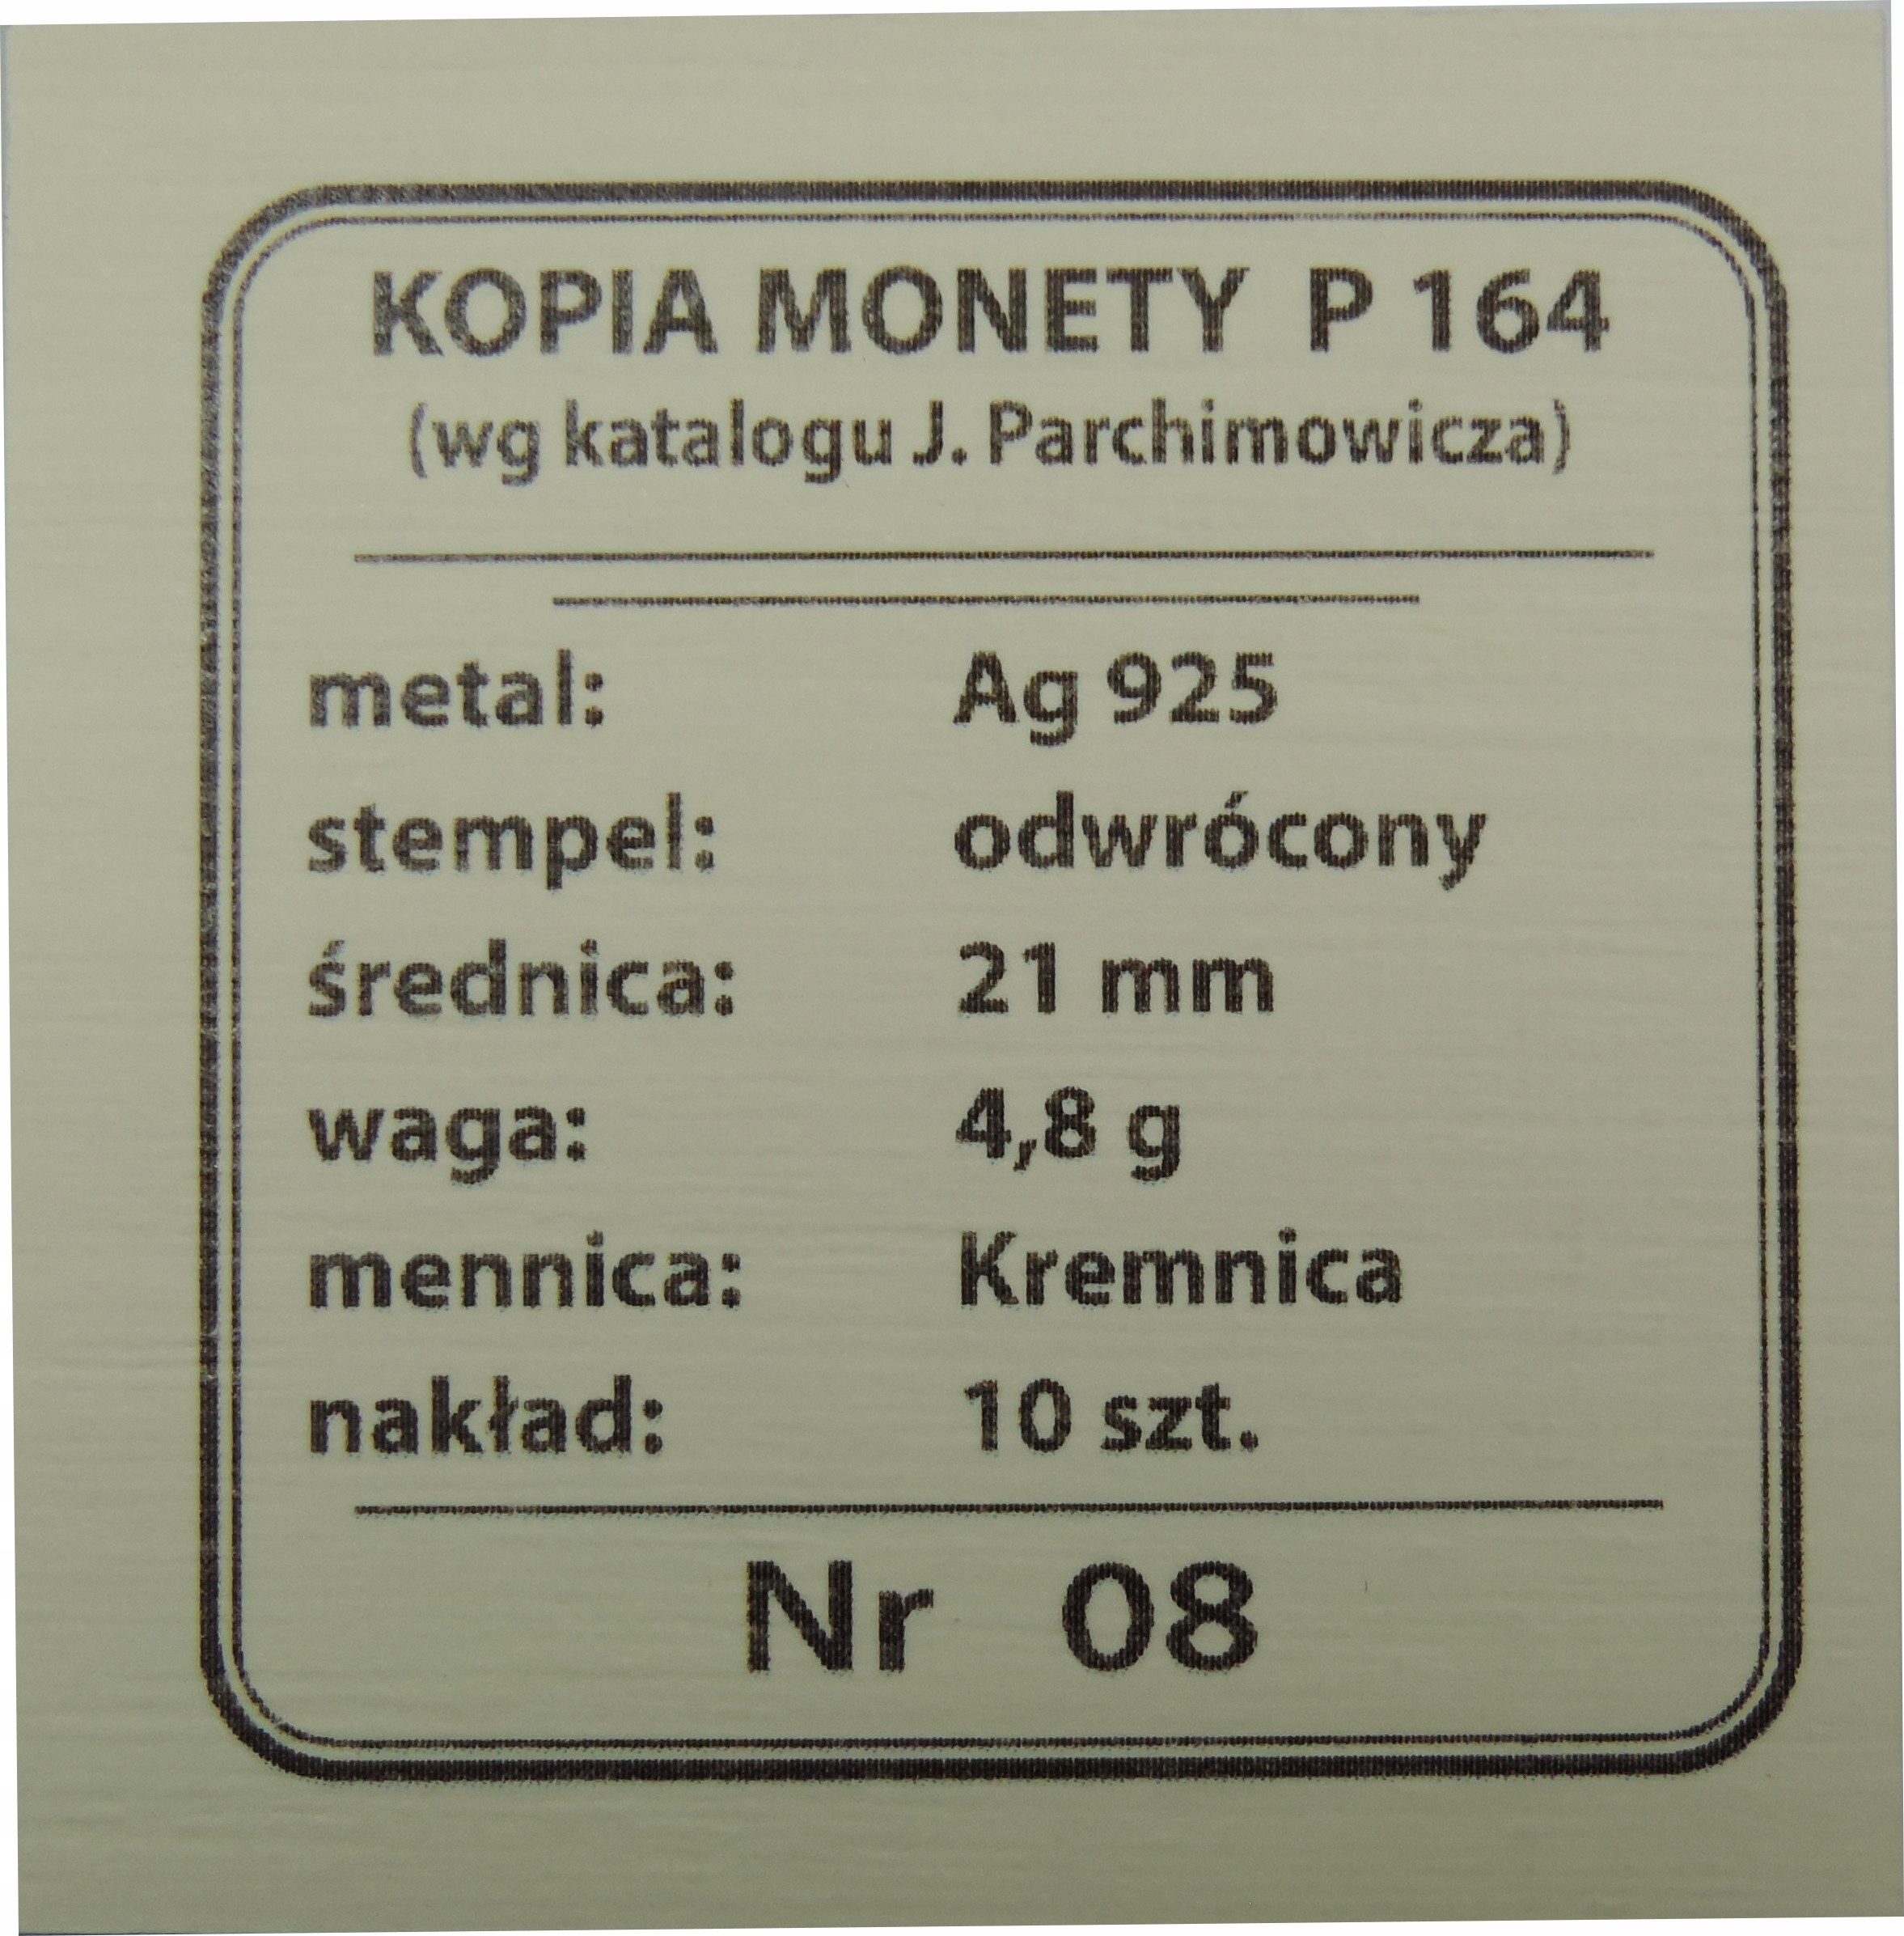 KOPIA MONETY P 164
(wg katalogu J. Parchimowicza)
metal: Ag 925
stempel: odwrócony
średnica: 21 mm
waga: 4,8 g
mennica: Kremnica
nakład: 10 szt.
Nr 08